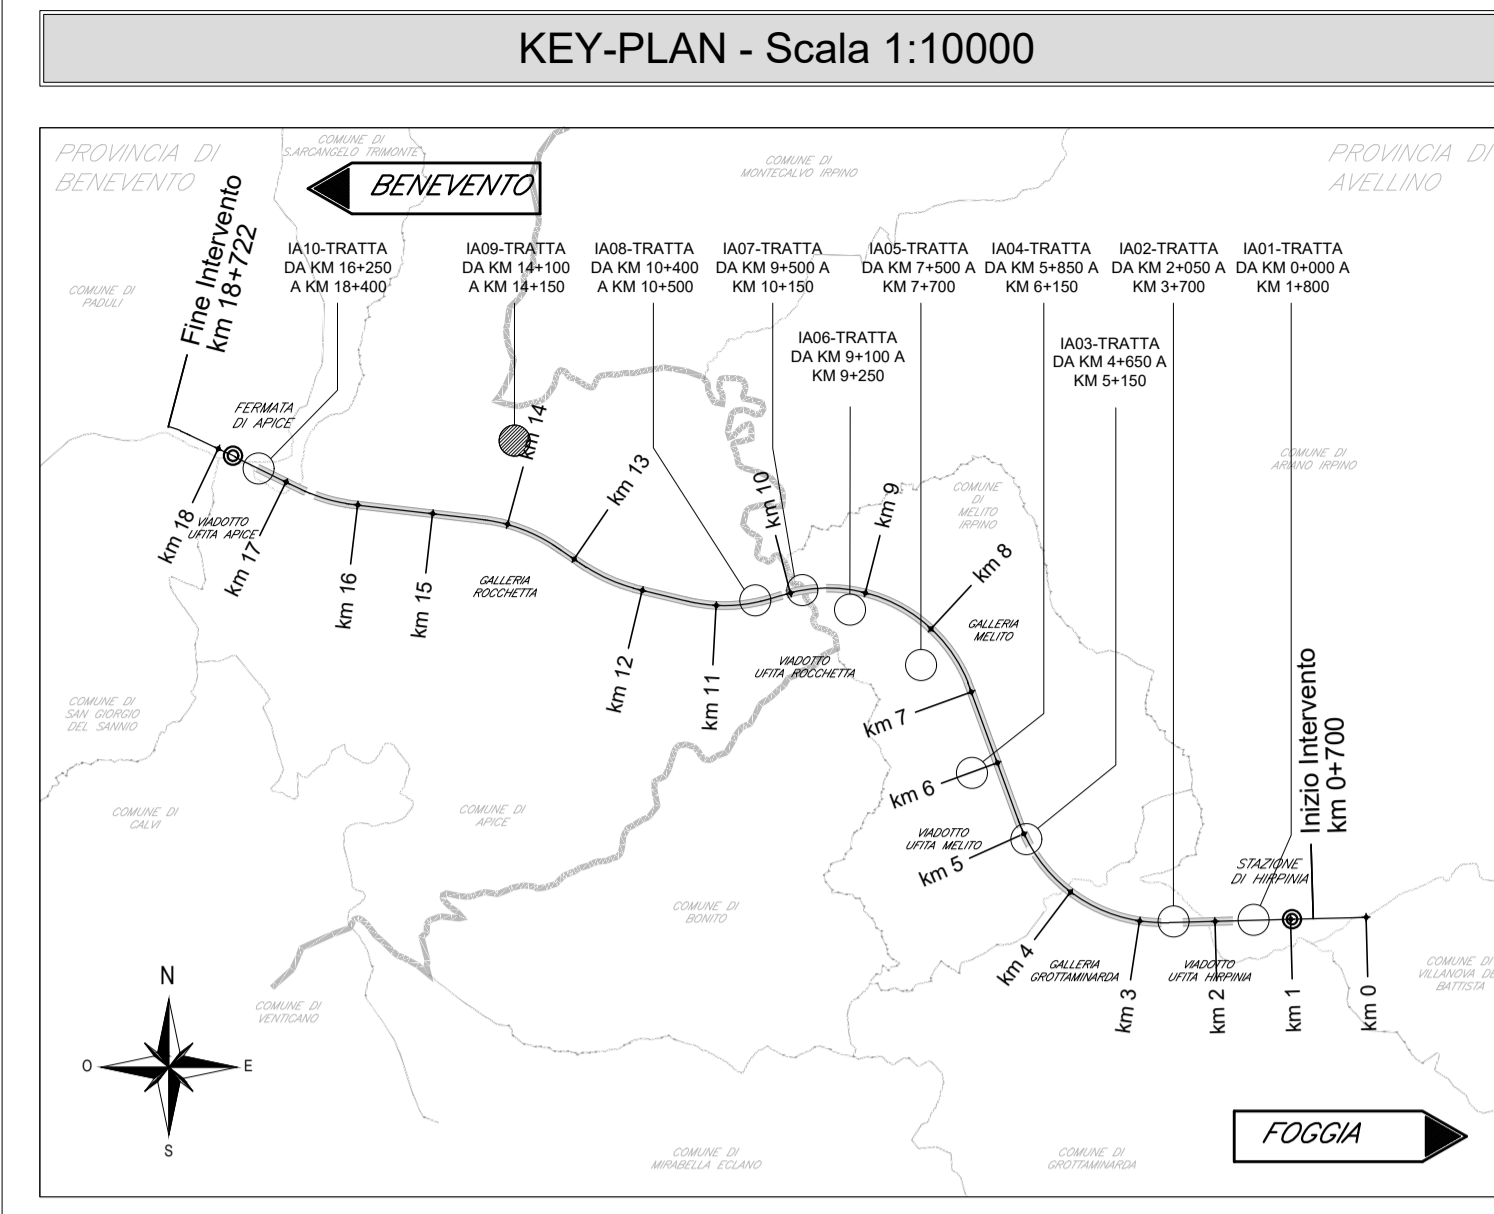 KEY-PLAN - Scala 1:10000
PROVINCIA DI
BENEVENTO
COMUNE DI
S.ARCANGELO TRIMONTE
BENEVENTO
COMUNE DI
MONTECALVO IRPINO
PROVINCIA DI
AVELLINO
Fine Intervento
km 18+722
IA10-TRATTA
DA KM 16+250
A KM 18+400
IA09-TRATTA
DA KM 14+100
A KM 14+150
IA08-TRATTA
DA KM 10+400
A KM 10+500
IA07-TRATTA
DA KM 9+500 A
KM 10+150
IA05-TRATTA
DA KM 7+500 A
KM 7+700
IA04-TRATTA
DA KM 5+850 A
KM 6+150
IA02-TRATTA
DA KM 2+050 A
KM 3+700
IA01-TRATTA
DA KM 0+000 A
KM 1+800
COMUNE DI
PADULI
IA06-TRATTA
DA KM 9+100 A
KM 9+250
IA03-TRATTA
DA KM 4+650 A
KM 5+150
FERMATA
DI APICE
km 14
km 13
km 10
km 9
COMUNE DI
ARIANO IRPINO
COMUNE
DI
MELITO
IRPINO
km 18
VIADOTTO
UFITA APICE
km 17
km 16
km 15
GALLERIA
ROCCHETTA
km 8
GALLERIA
MELITO
km 12
km 11
VIADOTTO
UFITA ROCCHETTA
km 7
COMUNE DI
SAN GIORGIO
DEL SANNIO
Inizio Intervento
km 0+700
km 6
COMUNE DI
CALVI
COMUNE DI
APICE
VIADOTTO
UFITA MELITO
km 5
STAZIONE
DI HIRPINIA
COMUNE DI
BONITO
km 4
GALLERIA
GROTTAMINARDA
km 3
VIADOTTO
UFITA HIRPINIA
km 2
km 1
km 0
COMUNE DI
VILLANOVA DE
BATTISTA
COMUNE DI
VENTICANO
N
O
E
S
COMUNE DI
MIRABELLA ECLANO
COMUNE DI
GROTTAMINARDA
FOGGIA